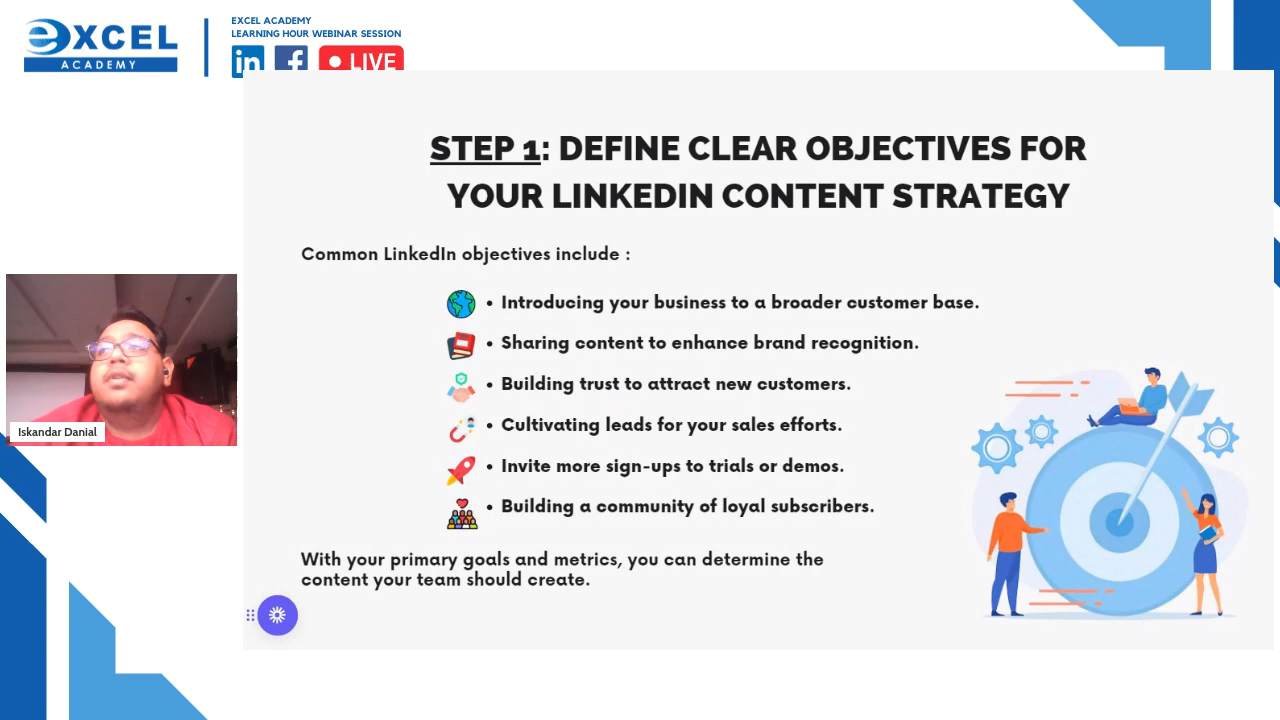 eXCEL
ACADEMY
EXCEL ACADEMY
LEARNING HOUR WEBINAR SESSION
in f LIVE
STEP 1: DEFINE CLEAR OBJECTIVES FOR
YOUR LINKEDIN CONTENT STRATEGY
Common LinkedIn objectives include :
• Introducing your business to a broader customer base.
• Sharing content to enhance brand recognition.
• Building trust to attract new customers.
• Cultivating leads for your sales efforts.
• Invite more sign-ups to trials or demos.
• Building a community of loyal subscribers.
With your primary goals and metrics, you can determine the
content your team should create.
Iskandar Danial